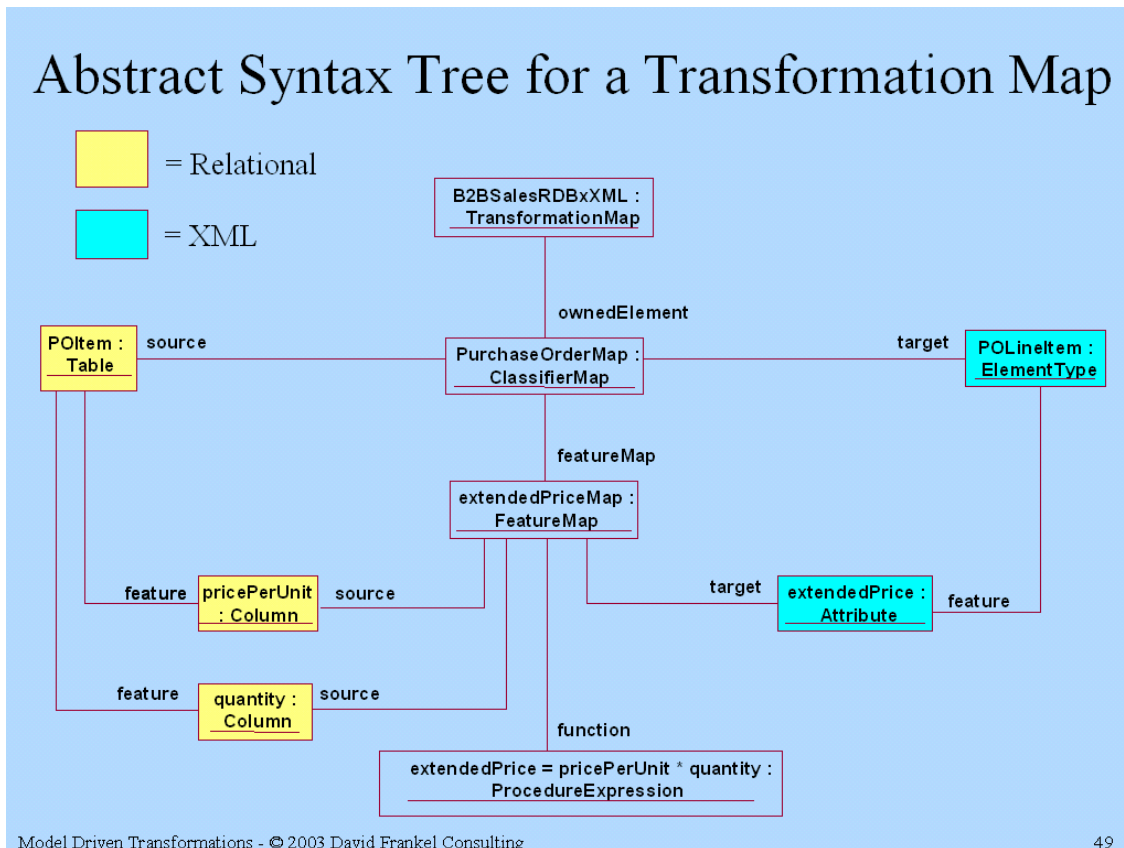 Abstract Syntax Tree for a Transformation Map
= Relational
= XML
B2BSalesRDBxXML :
TransformationMap
ownedElement
POItem :
Table
source
PurchaseOrderMap :
ClassifierMap
target
POLineItem :
ElementType
featureMap
extendedPriceMap :
FeatureMap
feature
pricePerUnit
: Column
source
target
extendedPrice :
Attribute
feature
feature
quantity :
Column
source
function
extendedPrice = pricePerUnit * quantity :
ProcedureExpression
Model Driven Transformations - © 2003 David Frankel Consulting
49